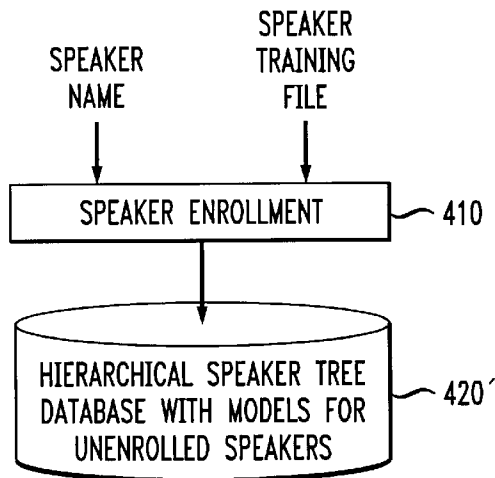 SPEAKER
NAME
SPEAKER
TRAINING
FILE
SPEAKER ENROLLMENT
410
HIERARCHICAL SPEAKER TREE
DATABASE WITH MODELS FOR
UNENROLLED SPEAKERS
420´